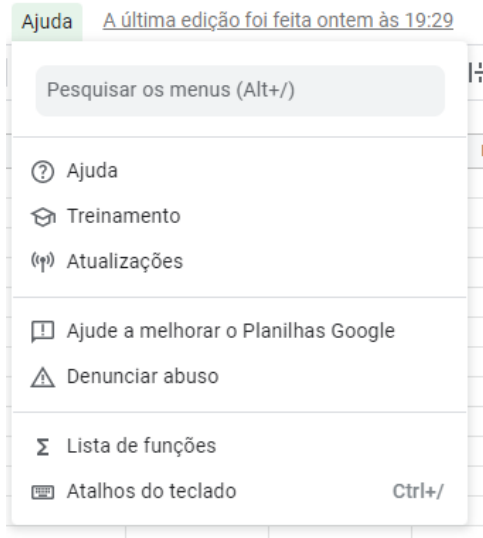 Ajuda A última edição foi feita ontem às 19:29
Pesquisar os menus (Alt+/)
Ajuda
Treinamento
Atualizações
Ajude a melhorar o Planilhas Google
Denunciar abuso
Lista de funções
Atalhos do teclado Ctrl+/